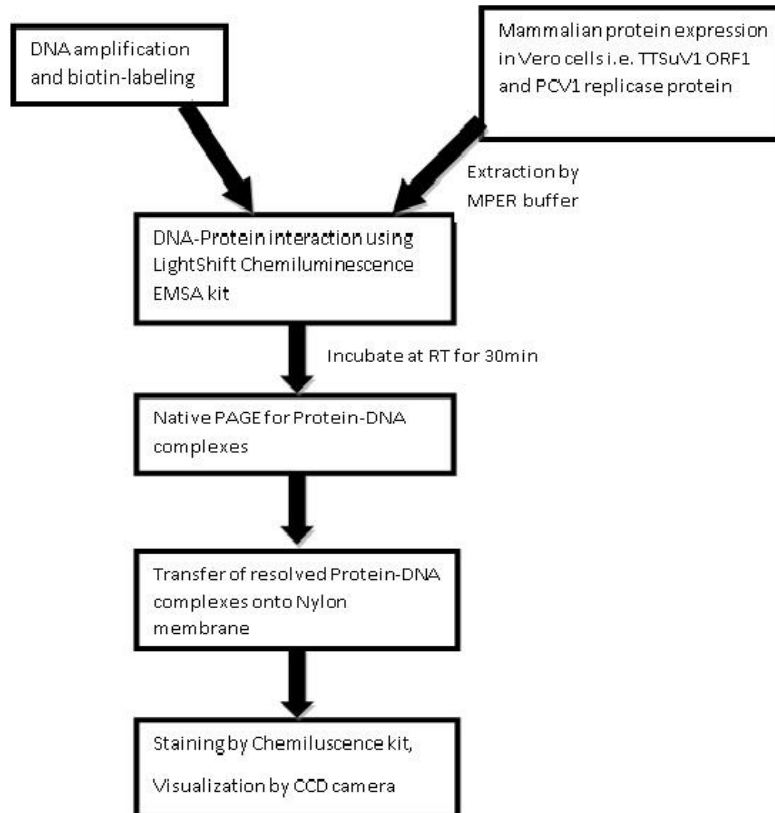 DNA amplification
and biotin-labeling
Mammalian protein expression
in Vero cells i.e. TTSuV1 ORF1
and PCV1 replicase protein
Extraction by
MPER buffer
DNA-Protein interaction using
LightShift Chemiluminescence
EMSA kit
Incubate at RT for 30min
Native PAGE for Protein-DNA
complexes
Transfer of resolved Protein-DNA
complexes onto Nylon
membrane
Staining by Chemiluscence kit,
Visualization by CCD camera